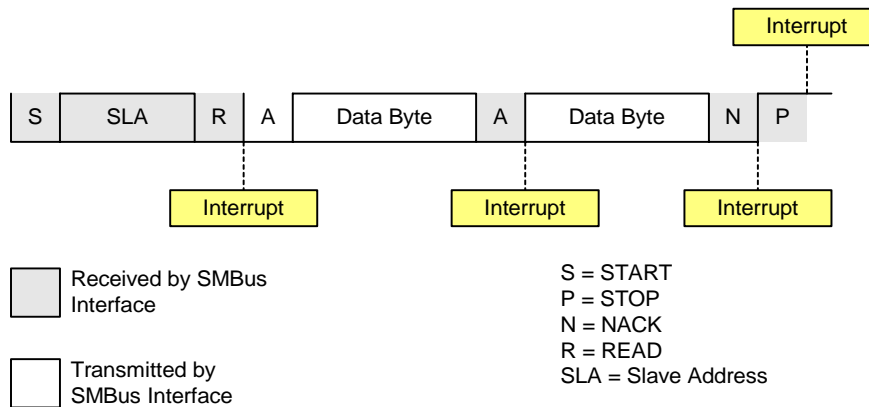 Interrupt
S SLA R A Data Byte A Data Byte N P
Interrupt Interrupt Interrupt
Received by SMBus
Interface
Transmitted by
SMBus Interface
S = START
P = STOP
N = NACK
R = READ
SLA = Slave Address